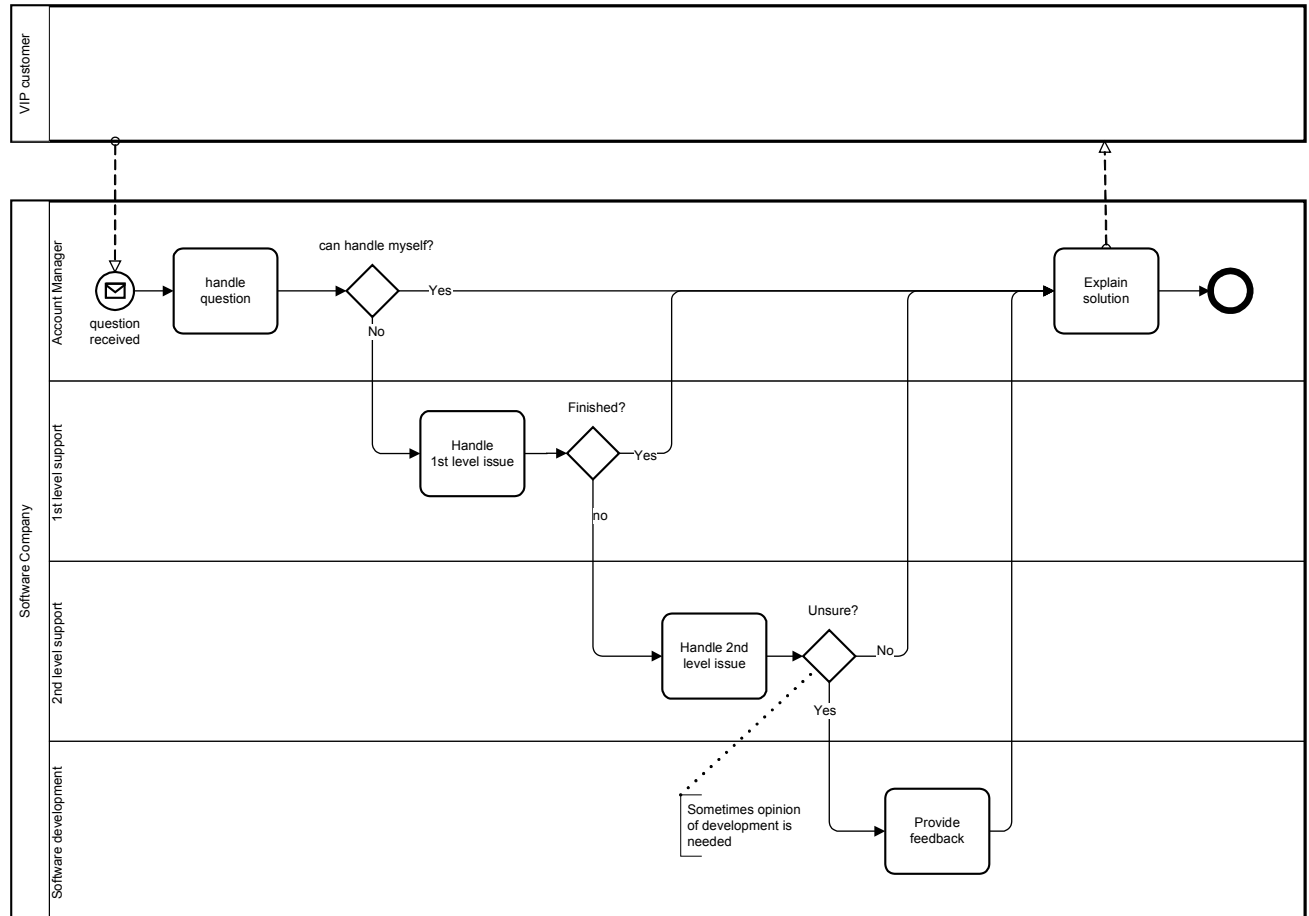 VIP customer
Software Company
Account Manager
can handle myself?
handle
question
Yes
Explain
solution
question
received
No
1st level support
Finished?
Handle
1st level issue
Yes
no
2nd level support
Unsure?
Handle 2nd
level issue
No
Yes
Software development
Sometimes opinion
of development is
needed
Provide
feedback